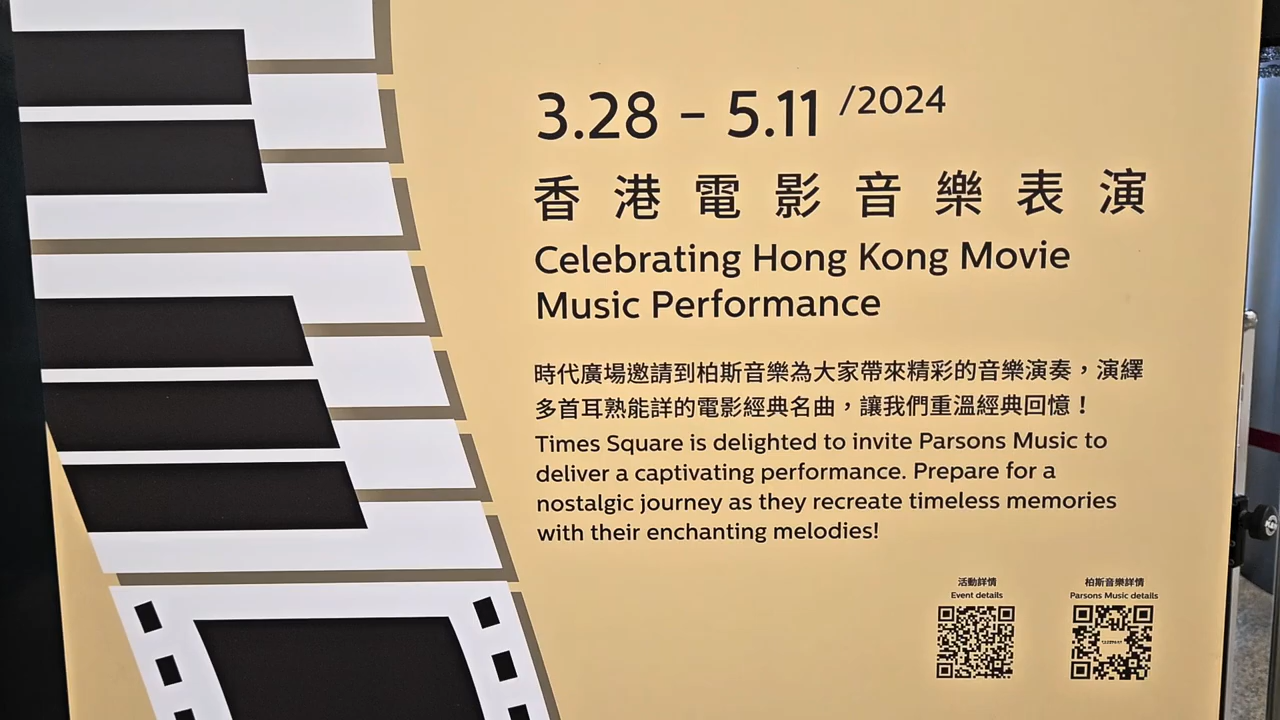 3.28 - 5.11 /2024
香港電影音樂表演
Celebrating Hong Kong Movie
Music Performance
時代廣場邀請到柏斯音樂為大家帶來精彩的音樂演奏，演繹
多首耳熟能詳的電影經典名曲，讓我們重溫經典回憶！
Times Square is delighted to invite Parsons Music to
deliver a captivating performance. Prepare for a
nostalgic journey as they recreate timeless memories
with their enchanting melodies!
活動詳情
Event details
柏斯音樂詳情
Parsons Music details